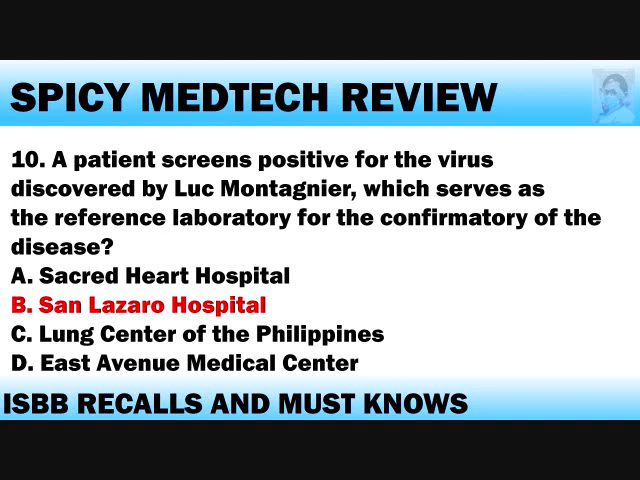 SPICY MEDTECH REVIEW
10. A patient screens positive for the virus
discovered by Luc Montagnier, which serves as
the reference laboratory for the confirmatory of the
disease?
A. Sacred Heart Hospital
B. San Lazaro Hospital
C. Lung Center of the Philippines
D. East Avenue Medical Center
ISBB RECALLS AND MUST KNOWS